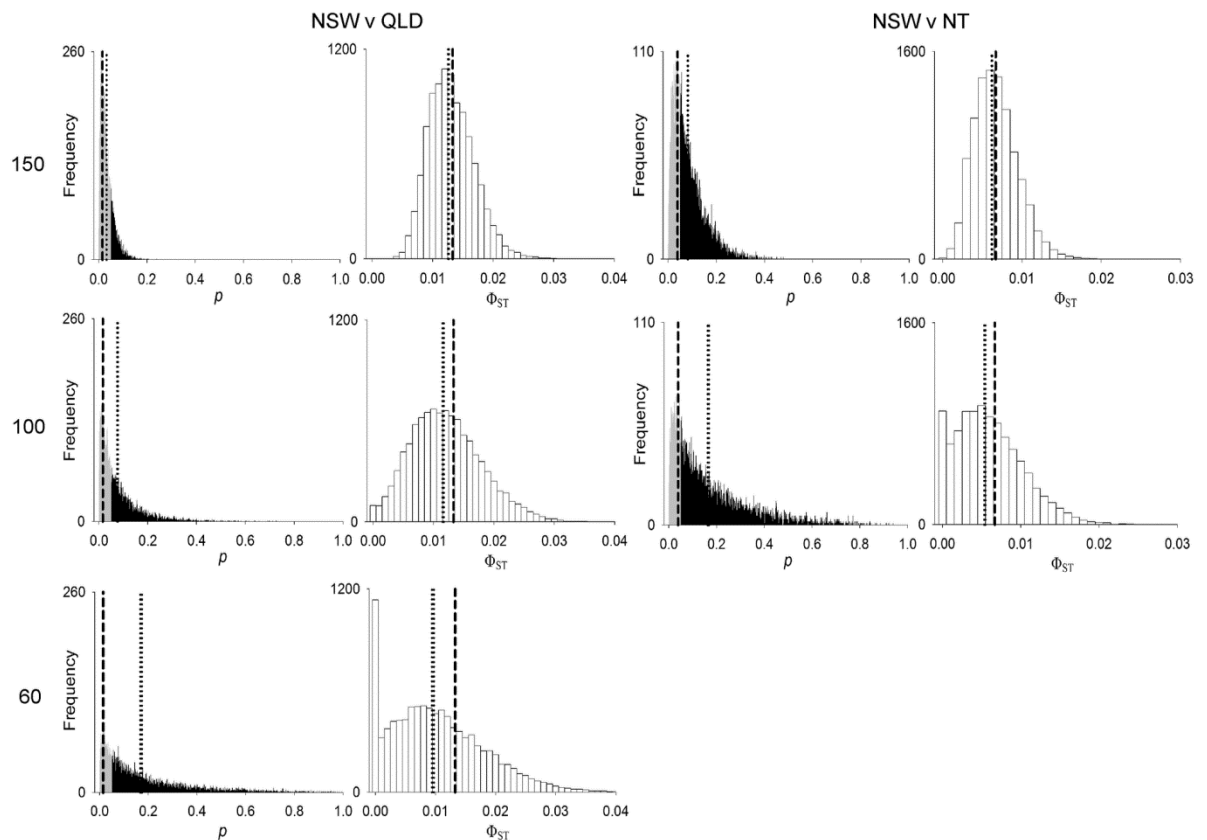 NSW v QLD NSW v NT
260 1200 110 1600
150 Frequency Frequency
0 0 0 0
0.0 0.2 0.4 0.6 0.8 1.0 0.00 0.01 0.02 0.03 0.04 0.0 0.2 0.4 0.6 0.8 1.0 0.00 0.01 0.02 0.03
p ΦST p ΦST
260 1200 110 1600
100 Frequency Frequency
0 0 0 0
0.0 0.2 0.4 0.6 0.8 1.0 0.00 0.01 0.02 0.03 0.04 0.0 0.2 0.4 0.6 0.8 1.0 0.00 0.01 0.02 0.03
p ΦST p ΦST
260 1200
60 Frequency
0 0
0.0 0.2 0.4 0.6 0.8 1.0 0.00 0.01 0.02 0.03 0.04
p ΦST